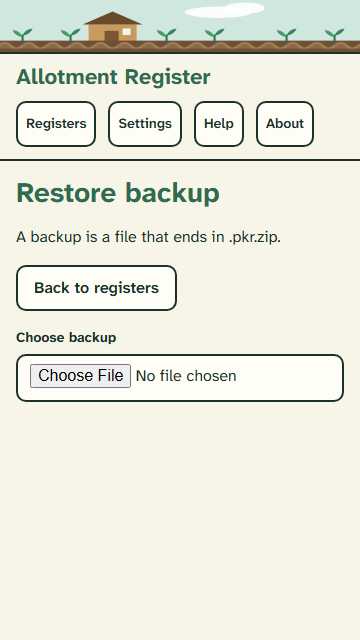 Allotment Register
Registers Settings Help About
Restore backup
A backup is a file that ends in .pkr.zip.
Back to registers
Choose backup
Choose File No file chosen